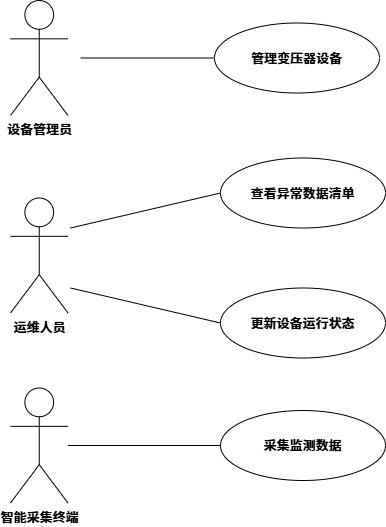 管理变压器设备
设备管理员
查看异常数据清单
更新设备运行状态
运维人员
采集监测数据
智能采集终端